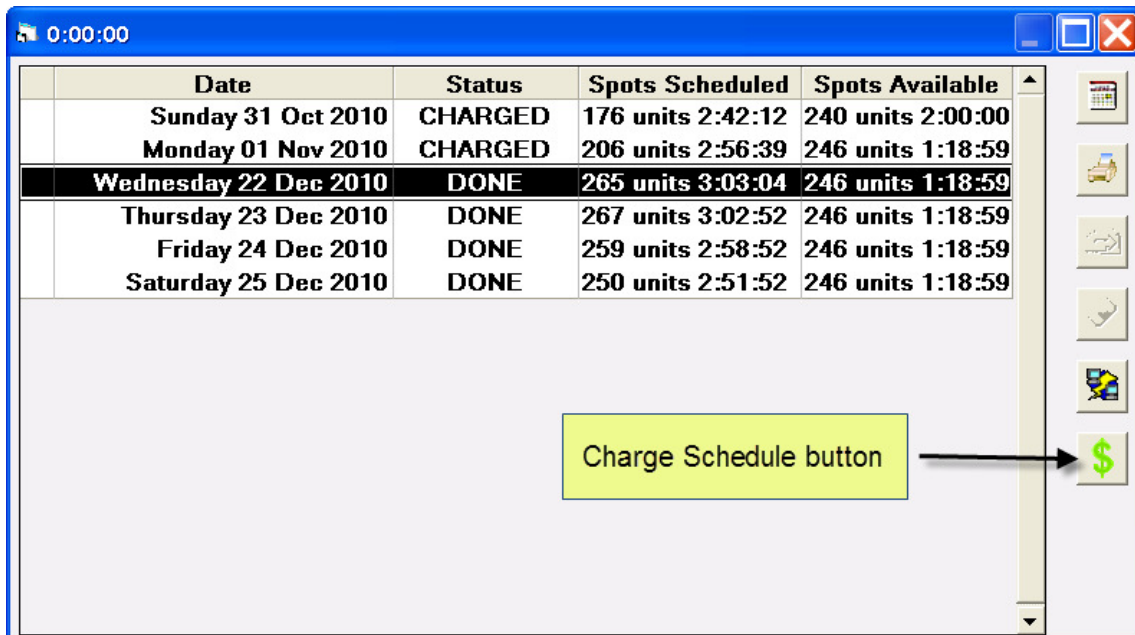 0:00:00
Date Status Spots Scheduled Spots Available
Sunday 31 Oct 2010 CHARGED 176 units 2:42:12 240 units 2:00:00
Monday 01 Nov 2010 CHARGED 206 units 2:56:39 246 units 1:18:59
Wednesday 22 Dec 2010 DONE 265 units 3:03:04 246 units 1:18:59
Thursday 23 Dec 2010 DONE 267 units 3:02:52 246 units 1:18:59
Friday 24 Dec 2010 DONE 259 units 2:58:52 246 units 1:18:59
Saturday 25 Dec 2010 DONE 250 units 2:51:52 246 units 1:18:59
Charge Schedule button
$